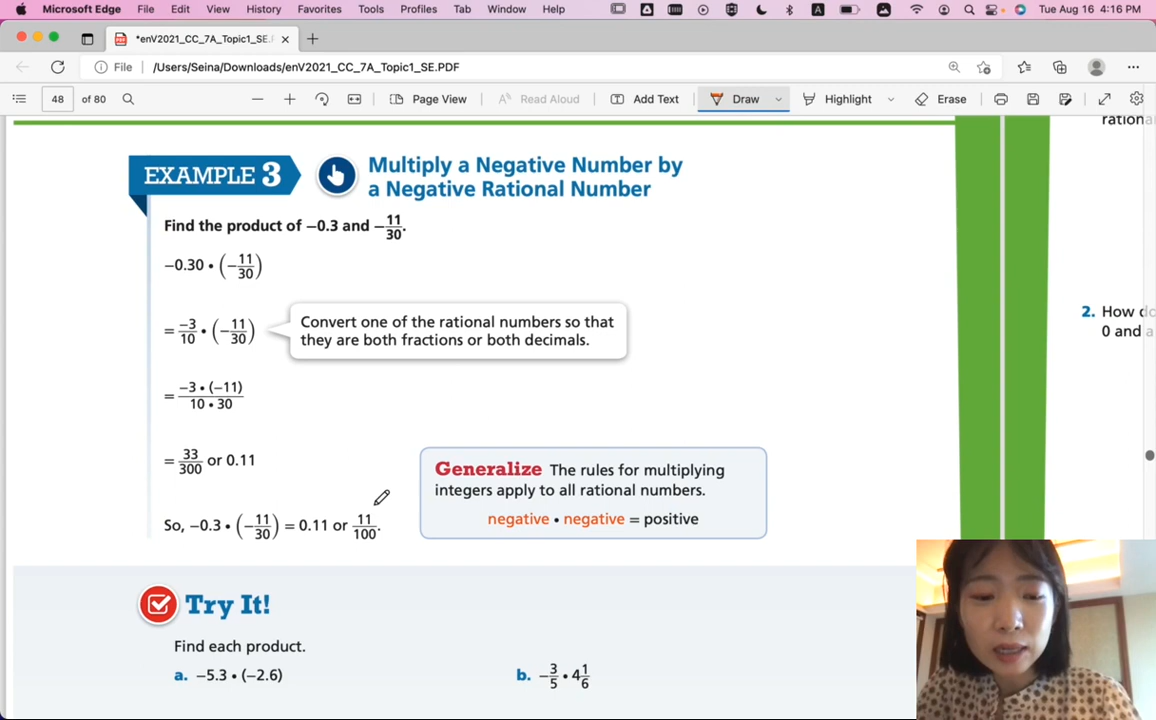 Microsoft Edge File Edit View History Favorites Tools Profiles Tab Window Help A Tue Aug 16 4:16 PM
*enV2021_CC_7A_Topic1_SE.
File /Users/Seina/Downloads/enV2021_CC_7A_Topic1_SE.PDF
48 of 80 Page View Read Aloud Add Text Draw Highlight Erase
EXAMPLE 3
Multiply a Negative Number by
a Negative Rational Number
Find the product of −0.3 and −11/30.
−0.30 • (−11/30)
= −3/10 • (−11/30)
Convert one of the rational numbers so that
they are both fractions or both decimals.
= −3 • (−11)/10 • 30
= 33/300 or 0.11
Generalize The rules for multiplying
integers apply to all rational numbers.
negative • negative = positive
So, −0.3 • (−11/30) = 0.11 or 11/100.
Try It!
Find each product.
a. −5.3 • (−2.6)
b. −3/5 • 4 1/6
2. How
0 and